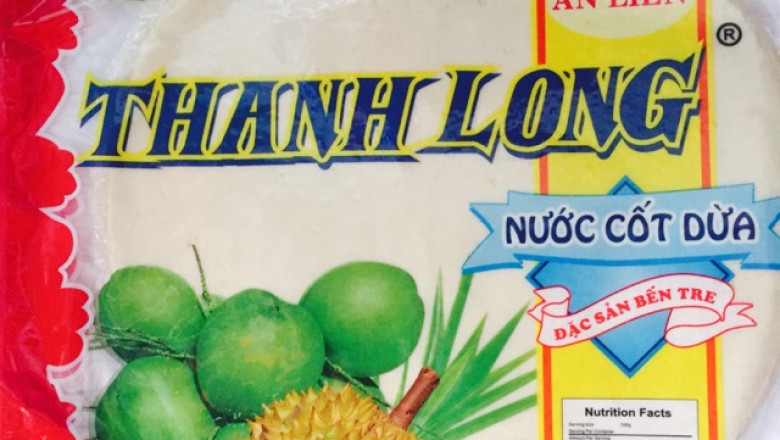 ĂN LIỀN
THANH LONG ®
NƯỚC CỐT DỪA
ĐẶC SẢN BẾN TRE
Nutrition Facts